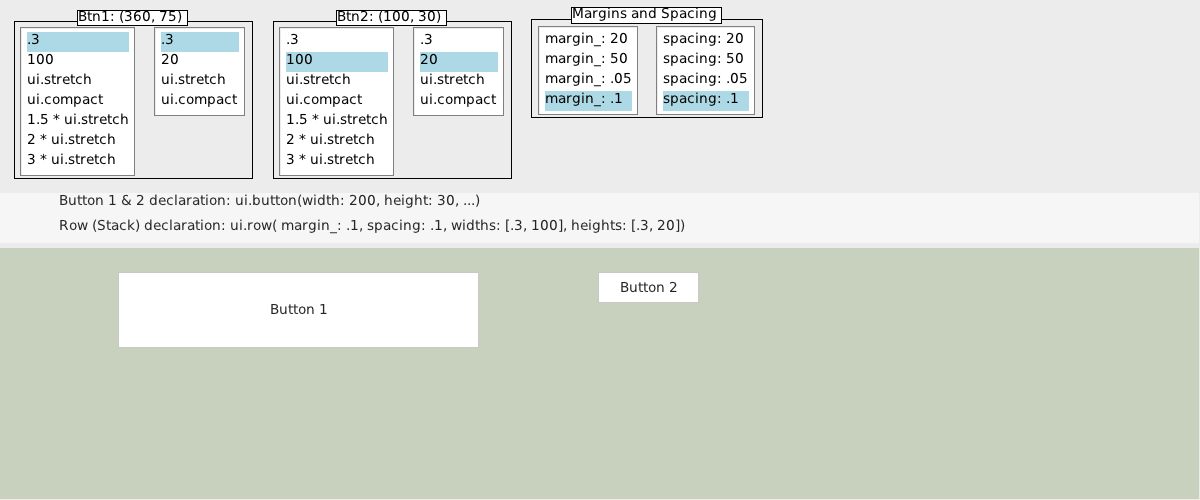 Btn1: (360, 75)
.3
100
ui.stretch
ui.compact
1.5 * ui.stretch
2 * ui.stretch
3 * ui.stretch
.3
20
ui.stretch
ui.compact
Btn2: (100, 30)
.3
100
ui.stretch
ui.compact
1.5 * ui.stretch
2 * ui.stretch
3 * ui.stretch
.3
20
ui.stretch
ui.compact
Margins and Spacing
margin_: 20
margin_: 50
margin_: .05
margin_: .1
spacing: 20
spacing: 50
spacing: .05
spacing: .1
Button 1 & 2 declaration: ui.button(width: 200, height: 30, ...)
Row (Stack) declaration: ui.row( margin_: .1, spacing: .1, widths: [.3, 100], heights: [.3, 20])
Button 1
Button 2